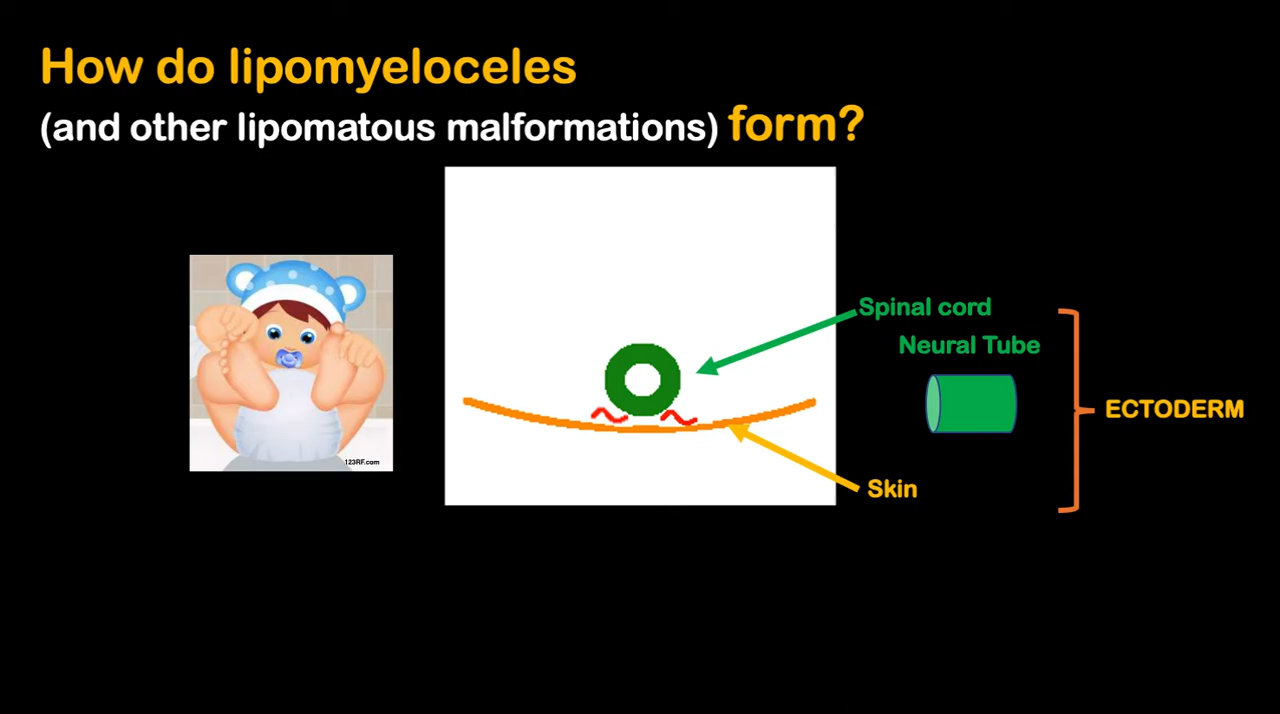 How do lipomyeloceles
(and other lipomatous malformations) form?
Spinal cord
Neural Tube
ECTODERM
Skin
123RF.com